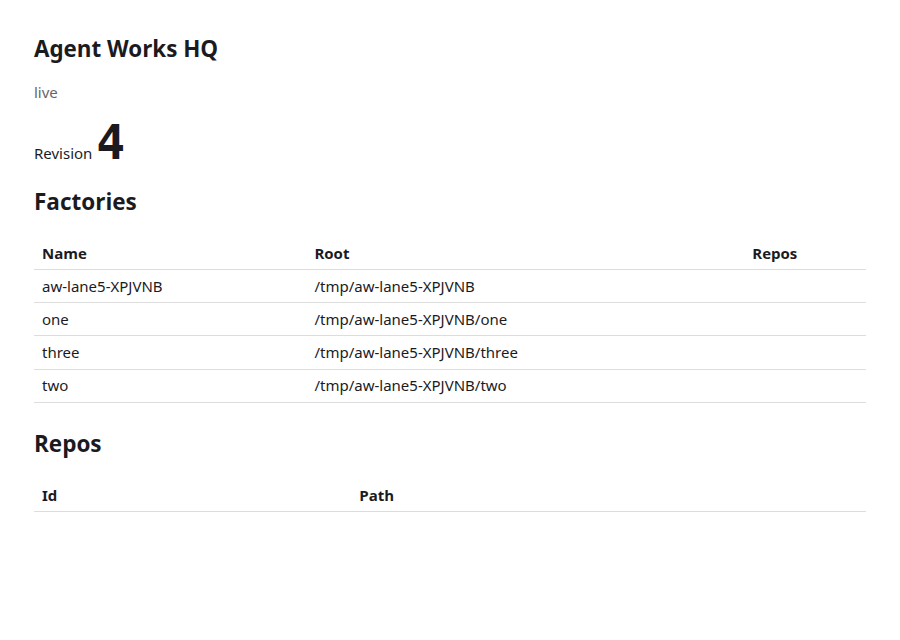 Agent Works HQ
live
Revision 4
Factories
Name Root Repos
aw-lane5-XPJVNB /tmp/aw-lane5-XPJVNB
one /tmp/aw-lane5-XPJVNB/one
three /tmp/aw-lane5-XPJVNB/three
two /tmp/aw-lane5-XPJVNB/two
Repos
Id Path